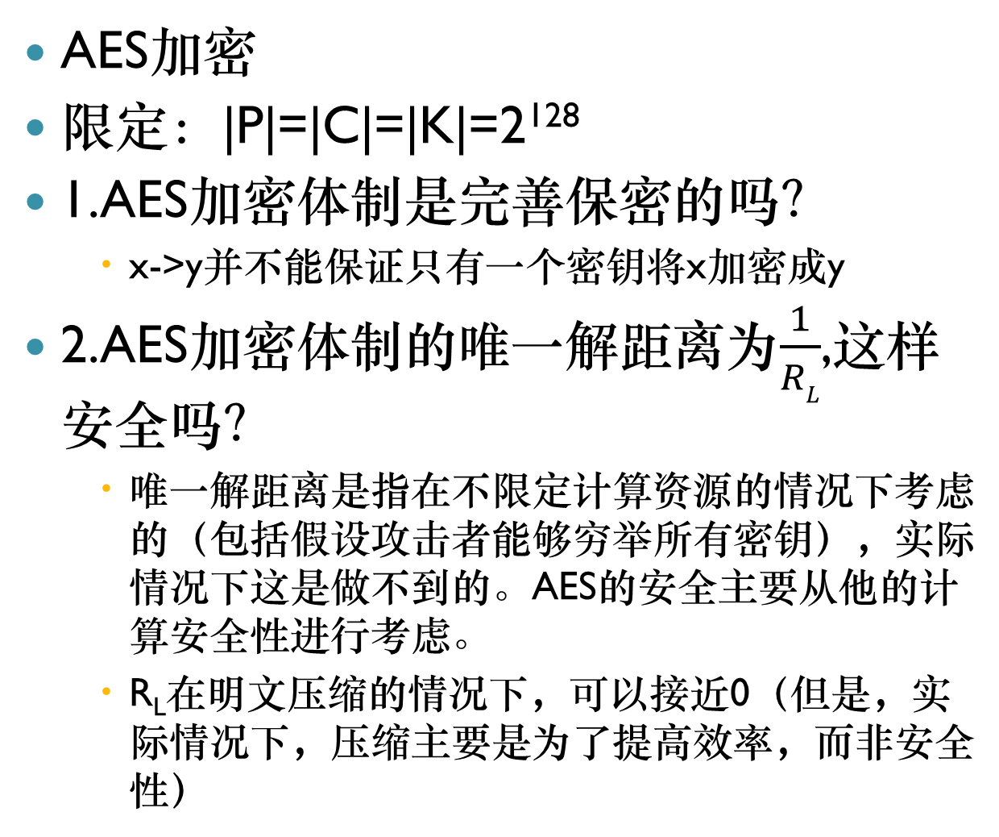 • AES加密
• 限定：|P|=|C|=|K|=2¹²⁸
• 1.AES加密体制是完善保密的吗？
• x->y并不能保证只有一个密钥将x加密成y
• 2.AES加密体制的唯一解距离为1/R_L,这样
安全吗？
• 唯一解距离是指在不限定计算资源的情况下考虑
的（包括假设攻击者能够穷举所有密钥），实际
情况下这是做不到的。AES的安全主要从他的计
算安全性进行考虑。
• R_L在明文压缩的情况下，可以接近0（但是，实
际情况下，压缩主要是为了提高效率，而非安全
性）